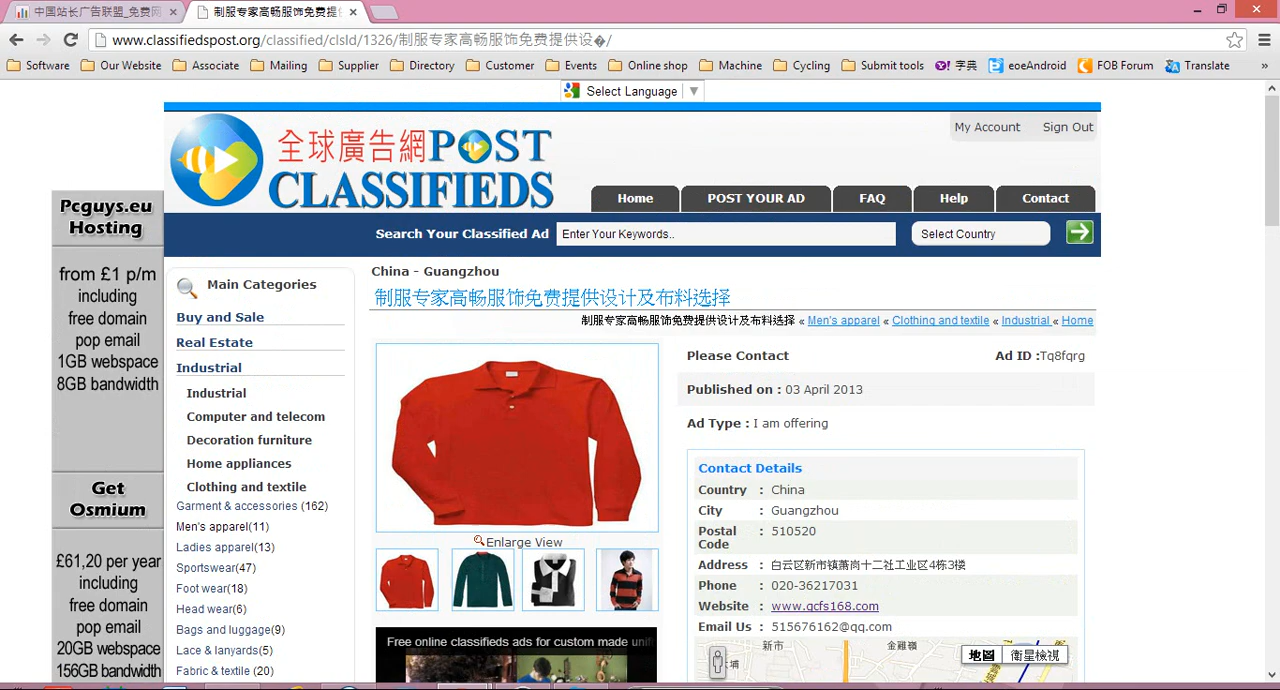 中国站长广告联盟_免费网
制服专家高畅服饰免费提
www.classifiedspost.org/classified/clsId/1326/制服专家高畅服饰免费提供设�/
Software Our Website Associate Mailing Supplier Directory Customer Events Online shop Machine Cycling Submit tools 字典 eoeAndroid FOB Forum Translate »
Select Language ▼
My Account Sign Out
全球廣告網POST
CLASSIFIEDS
Home POST YOUR AD FAQ Help Contact
Search Your Classified Ad Enter Your Keywords.. Select Country
Pcguys.eu
Hosting
from £1 p/m
including
free domain
pop email
1GB webspace
8GB bandwidth
Get
Osmium
£61,20 per year
including
free domain
pop email
20GB webspace
156GB bandwidth
Main Categories
Buy and Sale
Real Estate
Industrial
Industrial
Computer and telecom
Decoration furniture
Home appliances
Clothing and textile
Garment & accessories (162)
Men's apparel(11)
Ladies apparel(13)
Sportswear(47)
Foot wear(18)
Head wear(6)
Bags and luggage(9)
Lace & lanyards(5)
Fabric & textile (20)
China - Guangzhou
制服专家高畅服饰免费提供设计及布料选择
制服专家高畅服饰免费提供设计及布料选择 « Men's apparel « Clothing and textile « Industrial « Home
Enlarge View
Free online classifieds ads for custom made unif
Please Contact Ad ID :Tq8fqrg
Published on : 03 April 2013
Ad Type : I am offering
Contact Details
Country : China
City : Guangzhou
Postal Code : 510520
Address : 白云区新市镇萧岗十二社工业区4栋3楼
Phone : 020-36217031
Website : www.gcfs168.com
Email Us : 515676162@qq.com
新市 金雞嶺
地圖 衛星檢視
埔